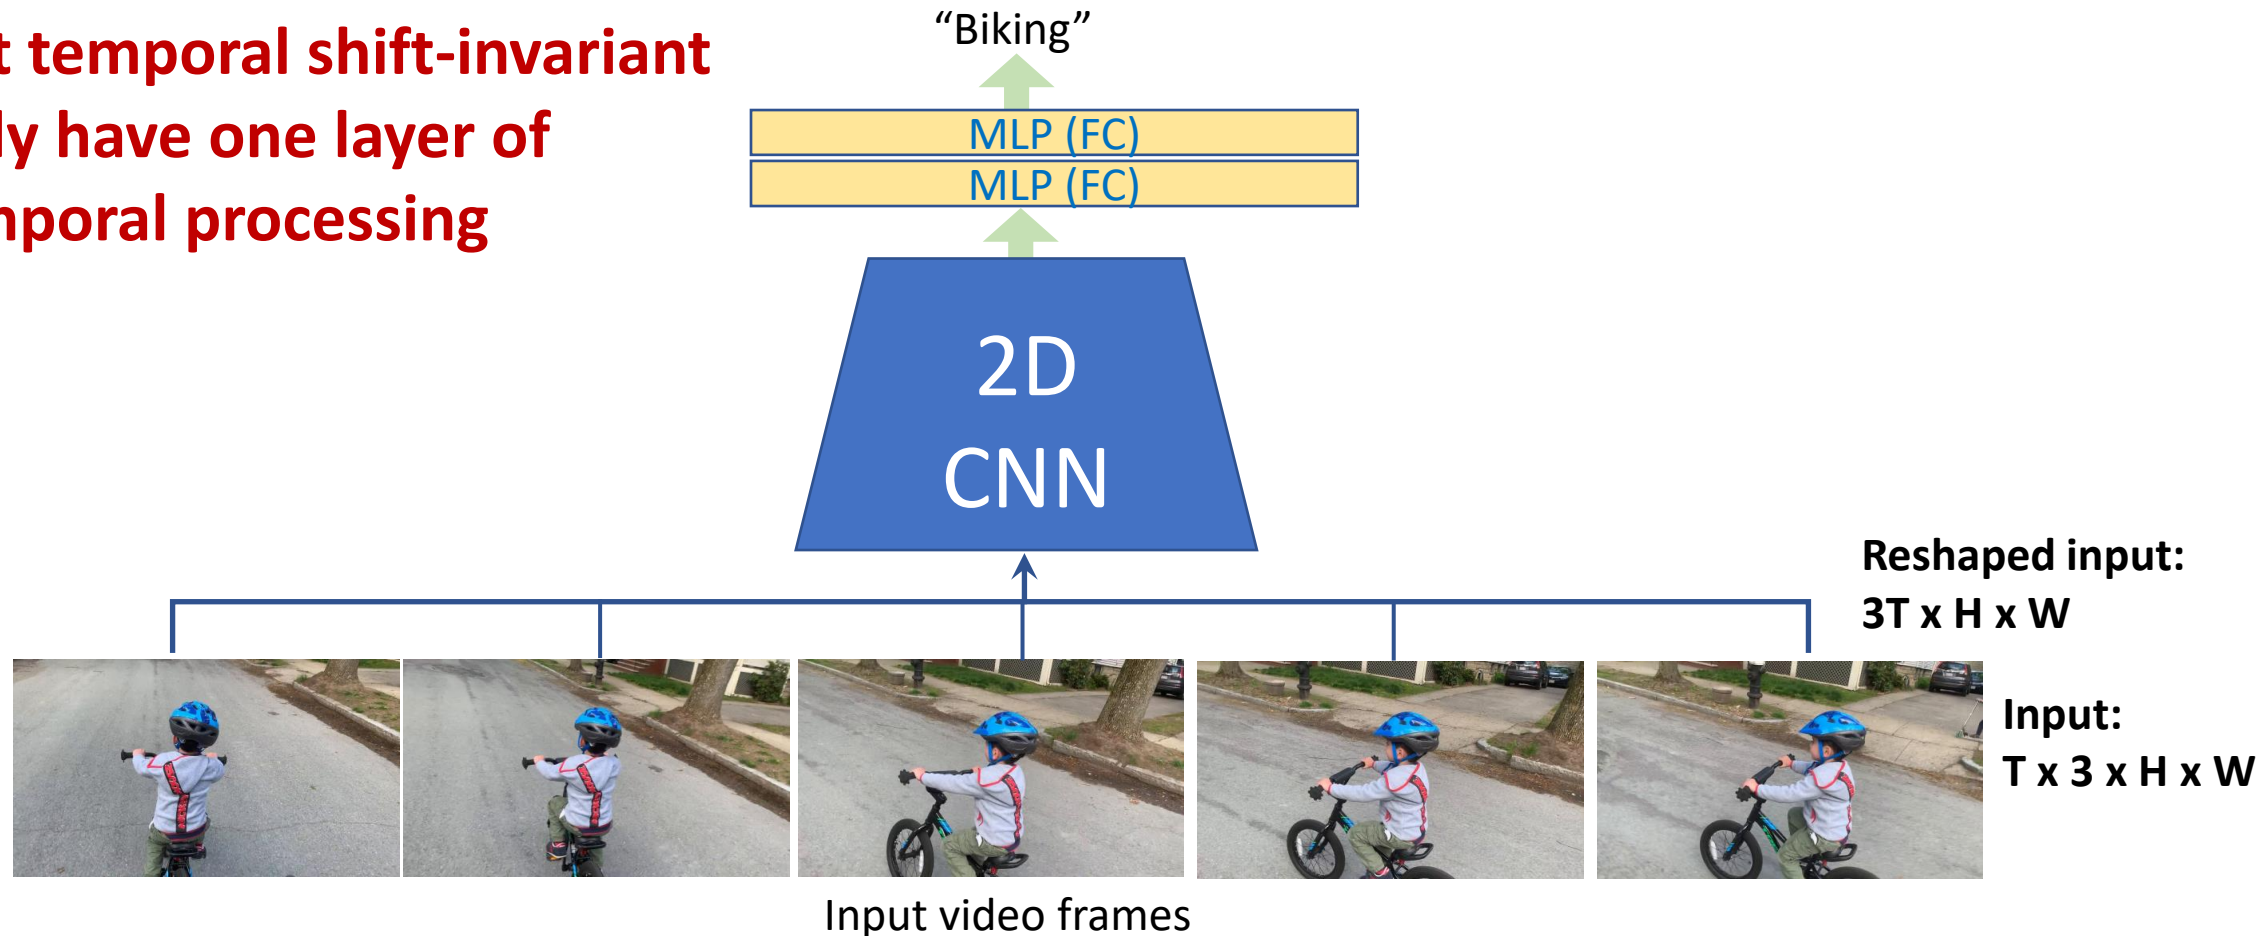 t temporal shift-invariant
ly have one layer of
nporal processing
“Biking”
MLP (FC)
MLP (FC)
2D
CNN
Reshaped input:
3T x H x W
Input:
T x 3 x H x W
Input video frames